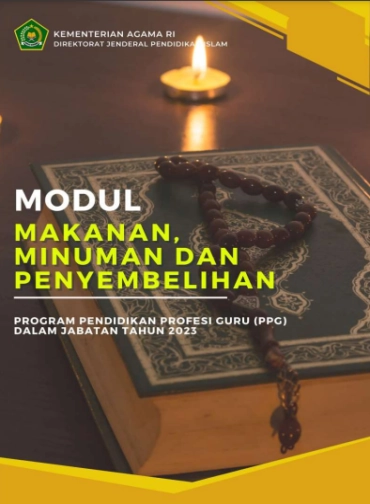 KEMENTERIAN AGAMA RI
DIREKTORAT JENDERAL PENDIDIKAN ISLAM
MODUL
MAKANAN,
MINUMAN DAN
PENYEMBELIHAN
PROGRAM PENDIDIKAN PROFESI GURU (PPG)
DALAM JABATAN TAHUN 2023